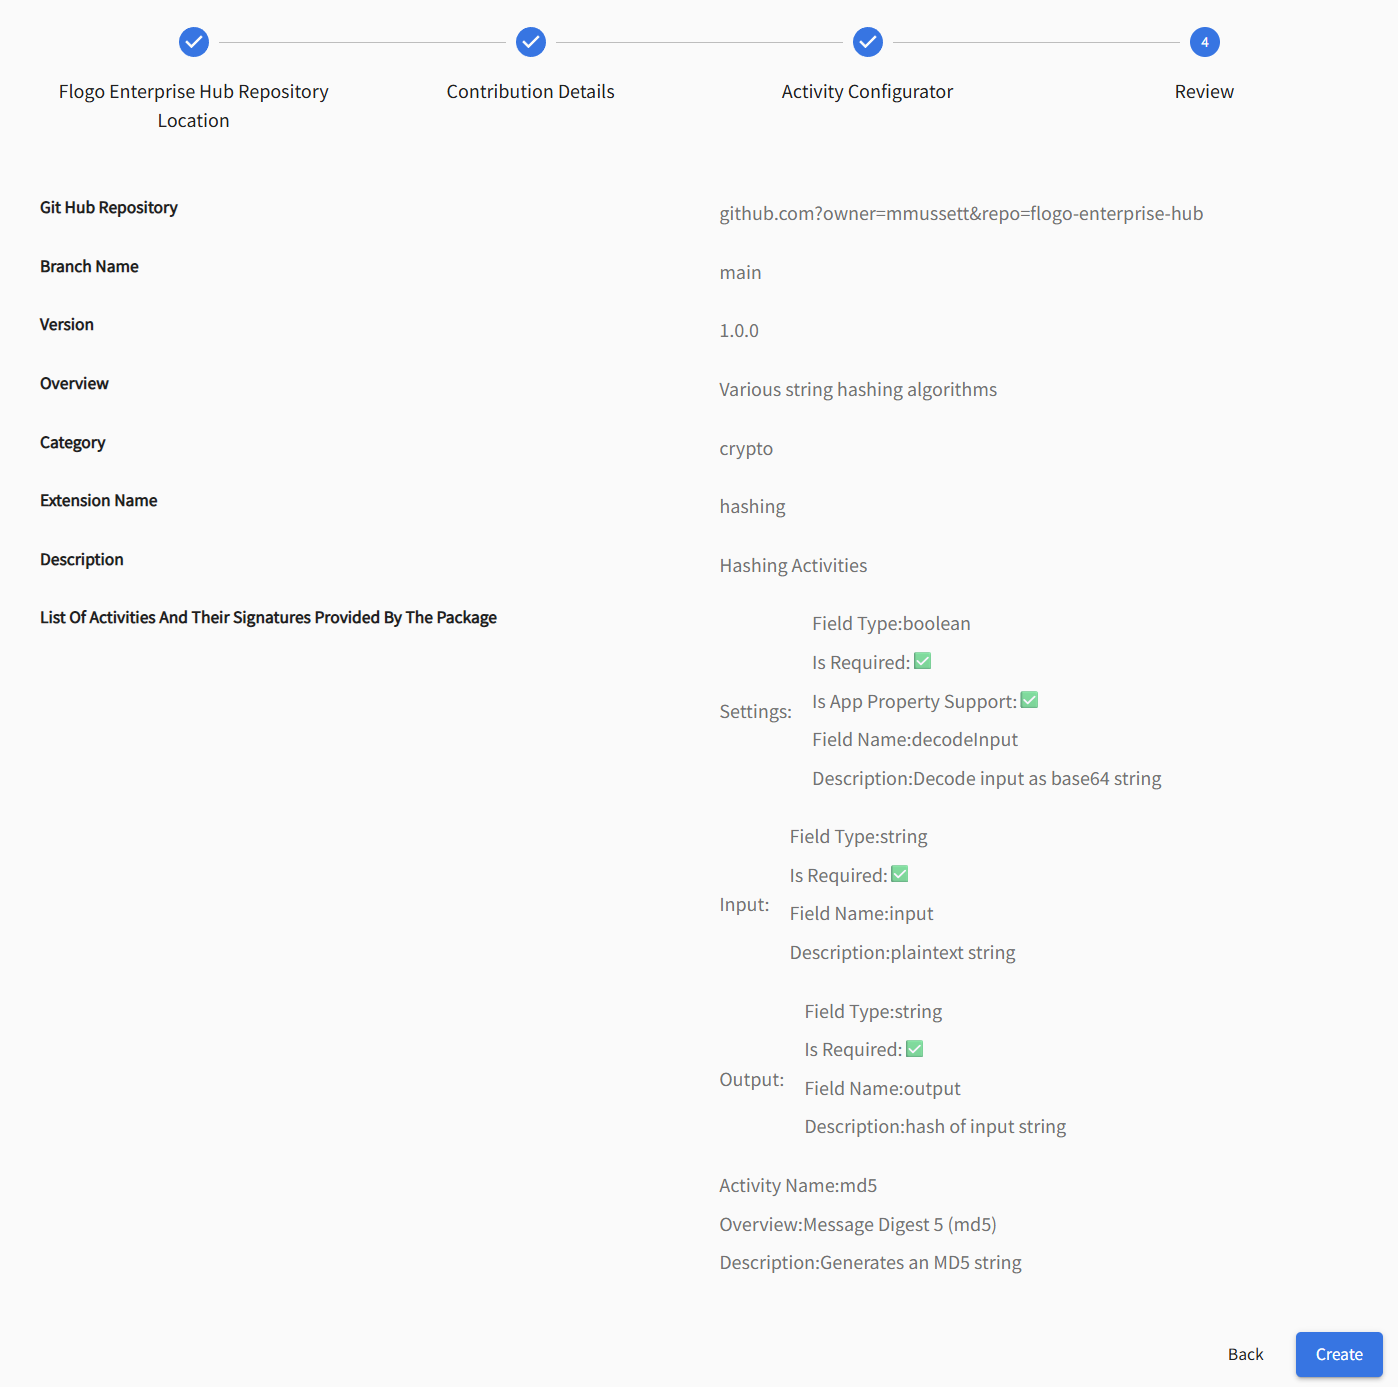 4
Flogo Enterprise Hub Repository
Location
Contribution Details
Activity Configurator
Review
Git Hub Repository
github.com?owner=mmussett&repo=flogo-enterprise-hub
Branch Name
main
Version
1.0.0
Overview
Various string hashing algorithms
Category
crypto
Extension Name
hashing
Description
Hashing Activities
List Of Activities And Their Signatures Provided By The Package
Settings:
Field Type:boolean
Is Required:✅
Is App Property Support:✅
Field Name:decodeInput
Description:Decode input as base64 string
Input:
Field Type:string
Is Required:✅
Field Name:input
Description:plaintext string
Output:
Field Type:string
Is Required:✅
Field Name:output
Description:hash of input string
Activity Name:md5
Overview:Message Digest 5 (md5)
Description:Generates an MD5 string
Back
Create